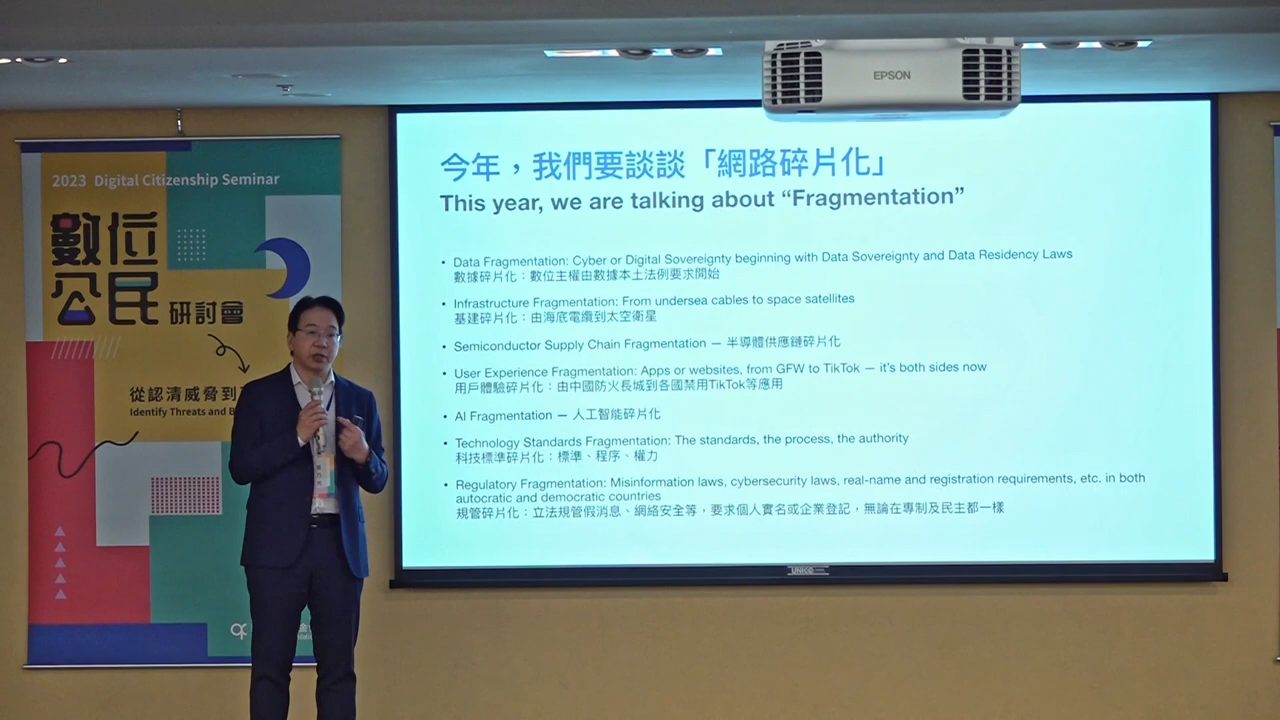 EPSON
2023 Digital Citizenship Seminar
數位
公民 研討會
從認清威脅到
Identify Threats and B
今年，我們要談談「網路碎片化」
This year, we are talking about “Fragmentation”
• Data Fragmentation: Cyber or Digital Sovereignty beginning with Data Sovereignty and Data Residency Laws
數據碎片化：數位主權由數據本土法例要求開始
• Infrastructure Fragmentation: From undersea cables to space satellites
基建碎片化：由海底電纜到太空衛星
• Semiconductor Supply Chain Fragmentation — 半導體供應鏈碎片化
• User Experience Fragmentation: Apps or websites, from GFW to TikTok — it’s both sides now
用戶體驗碎片化：由中國防火長城到各國禁用TikTok等應用
• AI Fragmentation — 人工智能碎片化
• Technology Standards Fragmentation: The standards, the process, the authority
科技標準碎片化：標準、程序、權力
• Regulatory Fragmentation: Misinformation laws, cybersecurity laws, real-name and registration requirements, etc. in both
autocratic and democratic countries
規管碎片化：立法規管假消息、網絡安全等，要求個人實名或企業登記，無論在專制及民主都一樣